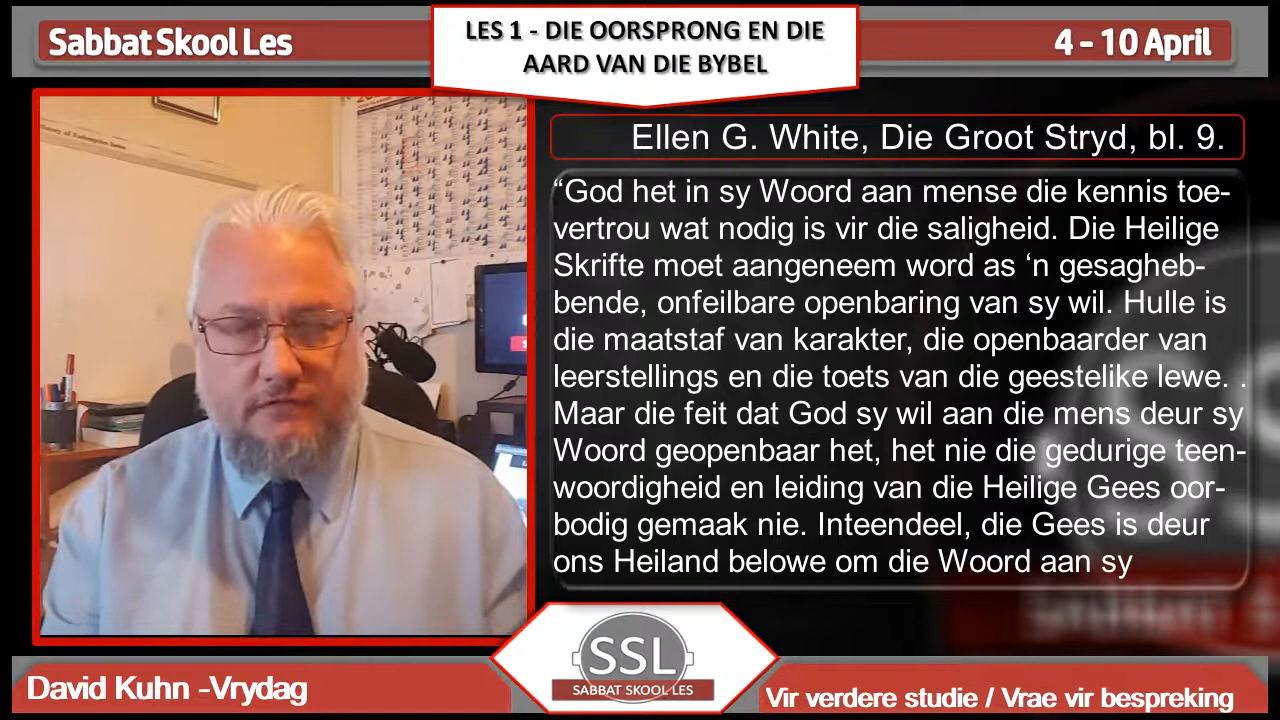 Sabbat Skool Les
LES 1 - DIE OORSPRONG EN DIE
AARD VAN DIE BYBEL
4 - 10 April
Ellen G. White, Die Groot Stryd, bl. 9.
“God het in sy Woord aan mense die kennis toe-
vertrou wat nodig is vir die saligheid. Die Heilige
Skrifte moet aangeneem word as ‘n gesagheb-
bende, onfeilbare openbaring van sy wil. Hulle is
die maatstaf van karakter, die openbaarder van
leerstellings en die toets van die geestelike lewe. .
Maar die feit dat God sy wil aan die mens deur sy
Woord geopenbaar het, het nie die gedurige teen-
woordigheid en leiding van die Heilige Gees oor-
bodig gemaak nie. Inteendeel, die Gees is deur
ons Heiland belowe om die Woord aan sy
SSL
SABBAT SKOOL LES
David Kuhn -Vrydag
Vir verdere studie / Vrae vir bespreking